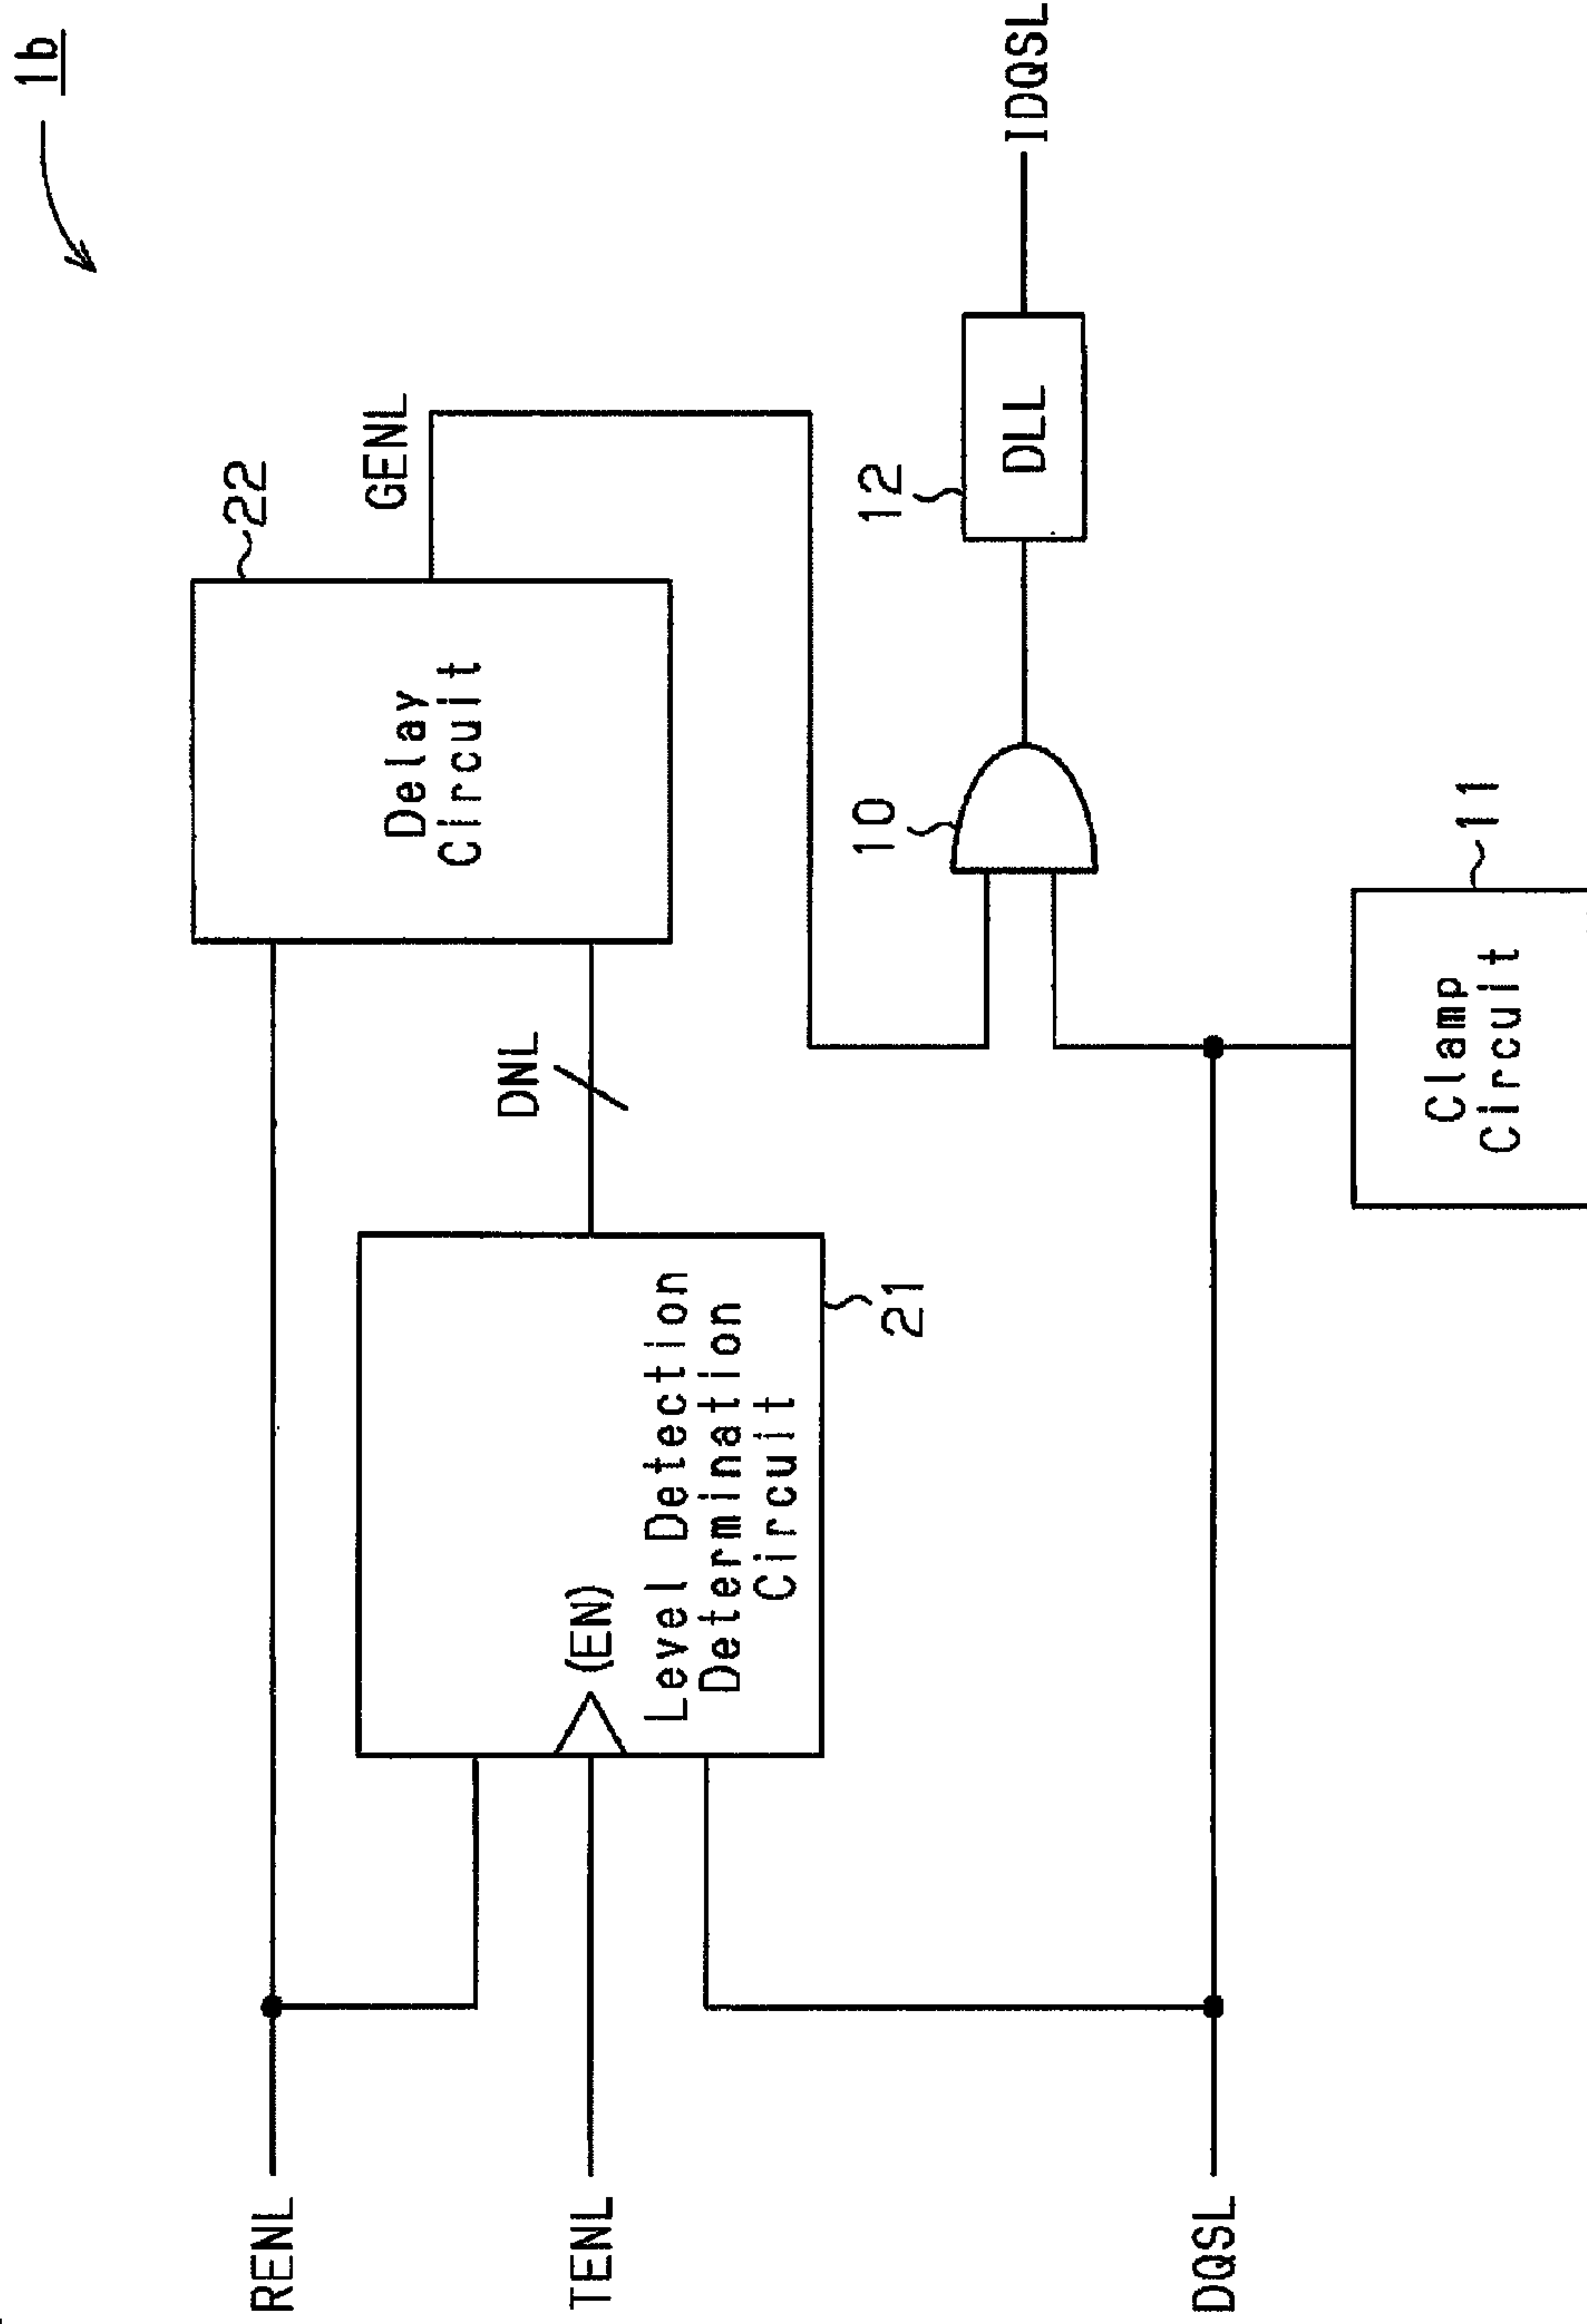 1b
22
Delay
Circuit
GENL
RENL
DNL
(EN)
Level Detection
Determination
Circuit
21
TENL
12
DLL
IDQSL
10
DQSL
Clamp
Circuit
11